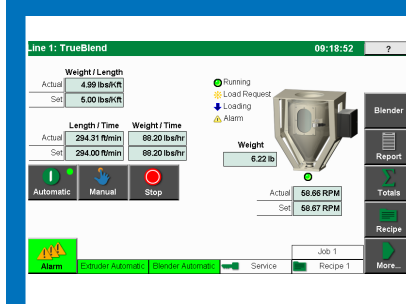 Line 1: TrueBlend 09:18:52 ?
Weight / Length
Actual 4.99 lbs/Kft
Set 5.00 lbs/Kft
Length / Time Weight / Time
Actual 294.31 ft/min 88.20 lbs/hr
Set 294.00 ft/min 88.20 lbs/hr
Running
Load Request
Loading
Alarm
Weight
6.22 lb
Actual 58.66 RPM
Set 58.67 RPM
Automatic Manual Stop
Blender
Report
Totals
Recipe
More...
Job 1
Alarm Extruder Automatic Blender Automatic Service Recipe 1